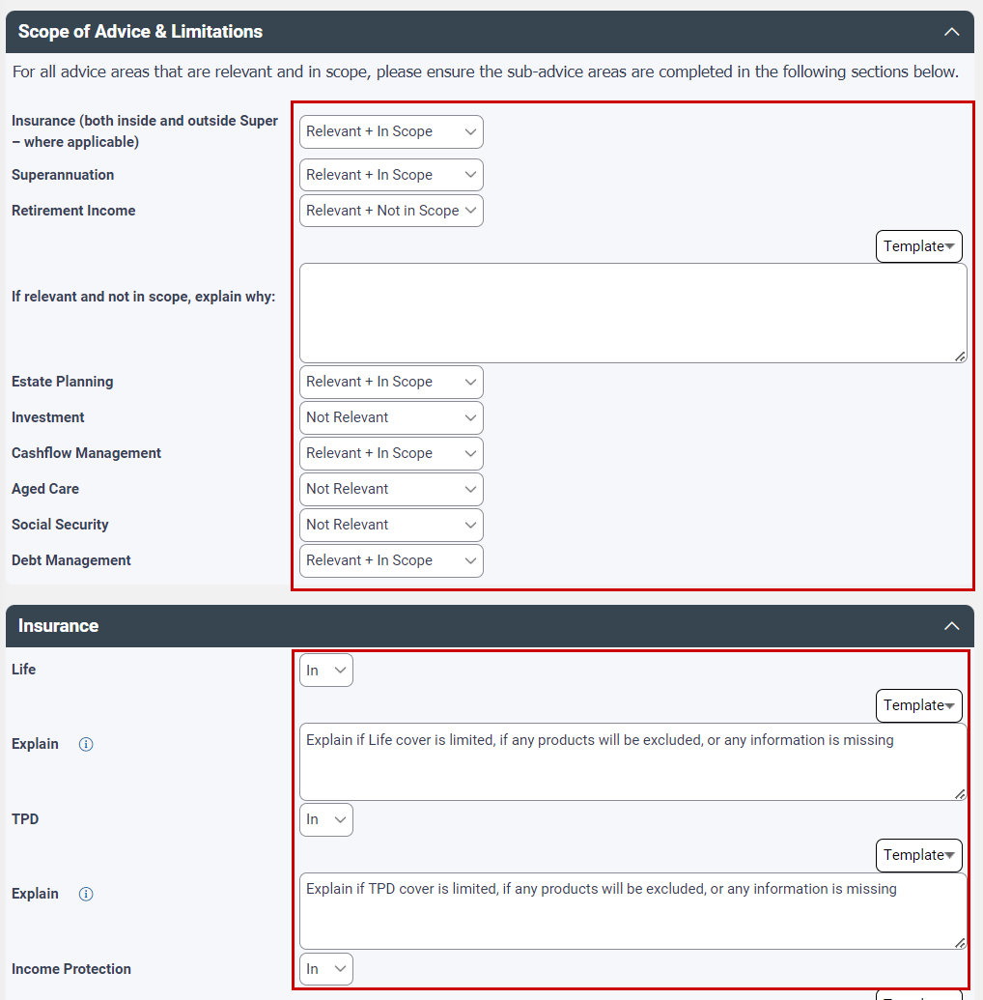 Scope of Advice & Limitations
For all advice areas that are relevant and in scope, please ensure the sub-advice areas are completed in the following sections below.
Insurance (both inside and outside Super
– where applicable)
Relevant + In Scope
Superannuation
Relevant + In Scope
Retirement Income
Relevant + Not in Scope
Template
If relevant and not in scope, explain why:
Estate Planning
Relevant + In Scope
Investment
Not Relevant
Cashflow Management
Relevant + In Scope
Aged Care
Not Relevant
Social Security
Not Relevant
Debt Management
Relevant + In Scope
Insurance
Life
In
Template
Explain
Explain if Life cover is limited, if any products will be excluded, or any information is missing
TPD
In
Template
Explain
Explain if TPD cover is limited, if any products will be excluded, or any information is missing
Income Protection
In